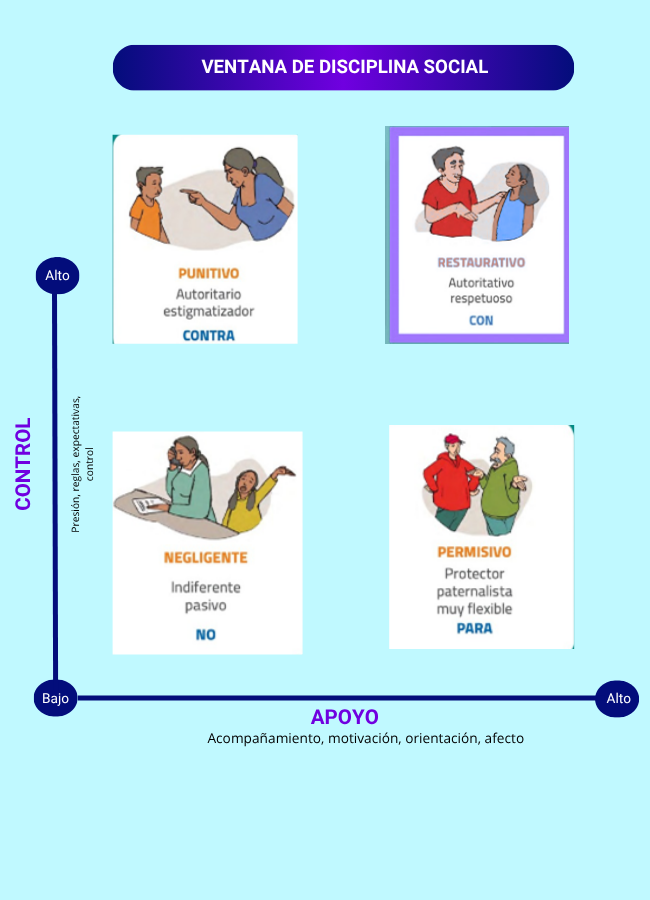 VENTANA DE DISCIPLINA SOCIAL
PUNITIVO
Autoritario
estigmatizador
CONTRA
RESTAURATIVO
Autoritativo
respetuoso
CON
Alto
CONTROL
Presión, reglas, expectativas,
control
NEGLIGENTE
Indiferente
pasivo
NO
PERMISIVO
Protector
paternalista
muy flexible
PARA
Bajo
Alto
APOYO
Acompañamiento, motivación, orientación, afecto